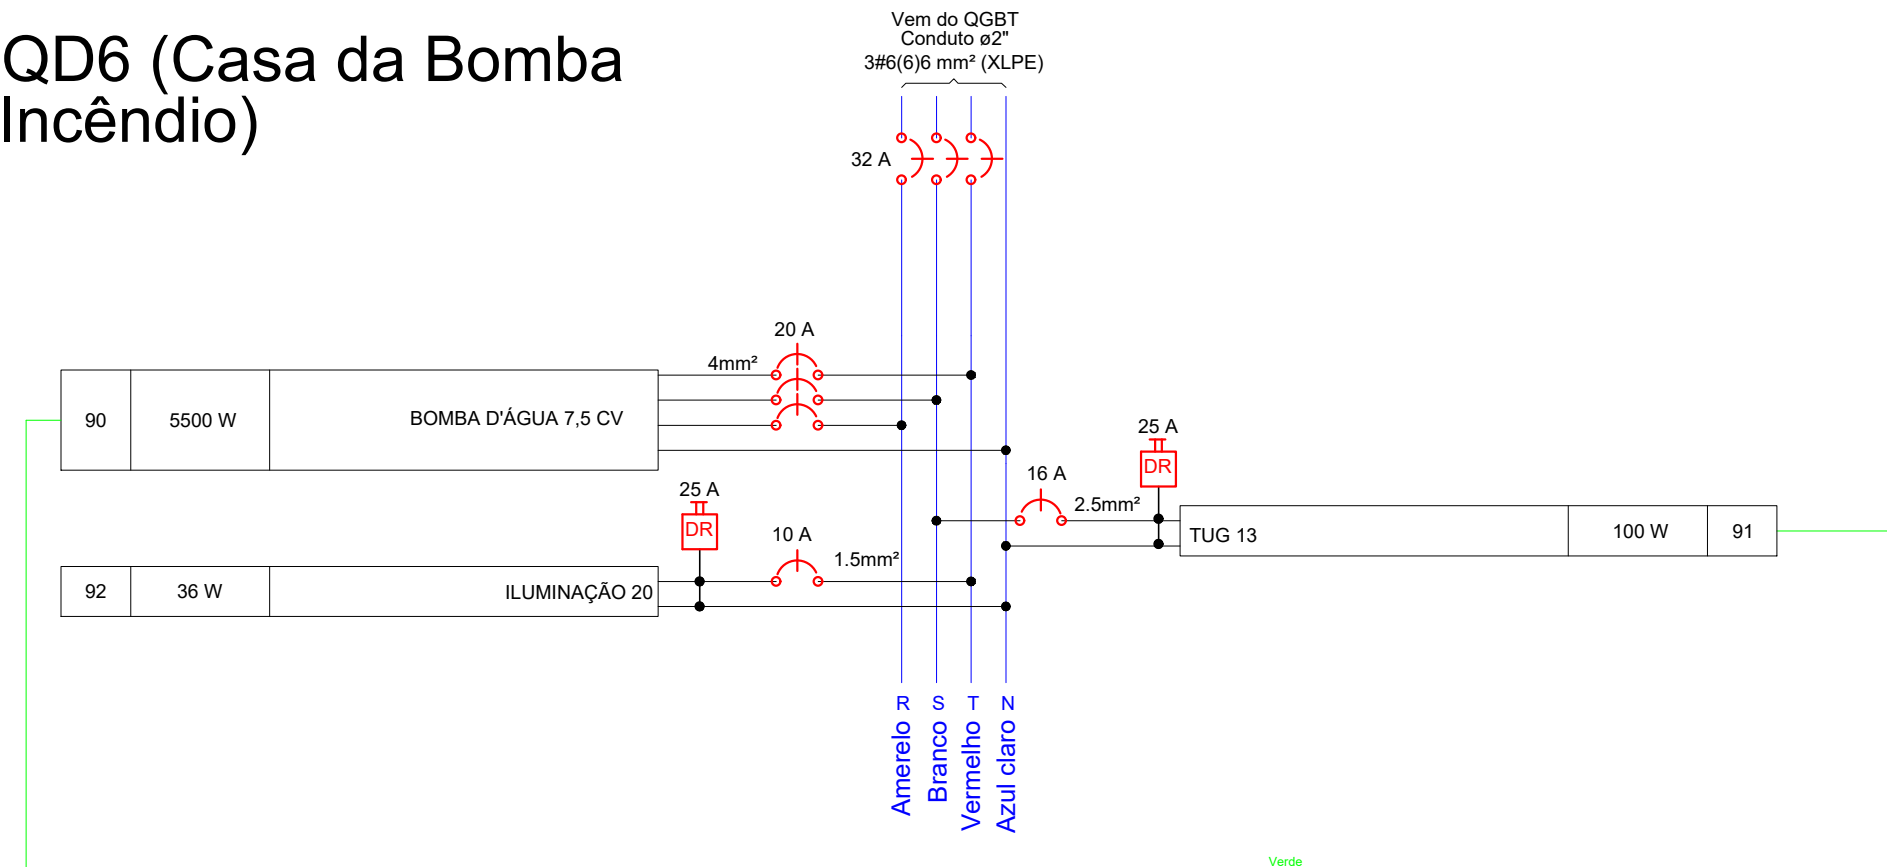 QD6 (Casa da Bomba
Incêndio)
Vem do QGBT
Conduto ø2"
3#6(6)6 mm² (XLPE)
32 A
20 A
4mm²
90
5500 W
BOMBA D'ÁGUA 7,5 CV
25 A
DR
16 A
2.5mm²
TUG 13
100 W
91
25 A
DR
10 A
1.5mm²
92
36 W
ILUMINAÇÃO 20
R
S
T
N
Amerelo
Branco
Vermelho
Azul claro
Verde